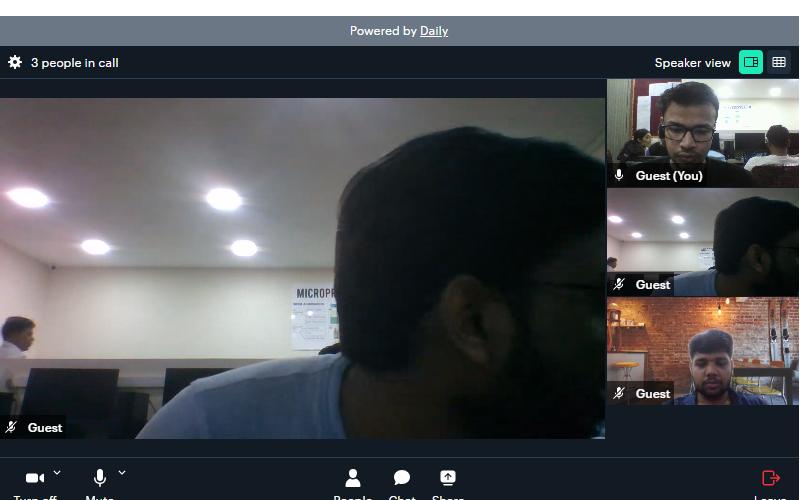 Powered by Daily
3 people in call
Speaker view
Guest (You)
Guest
Guest
MICROPR
Guest
Turn off
Mute
People
Chat
Share
Leave